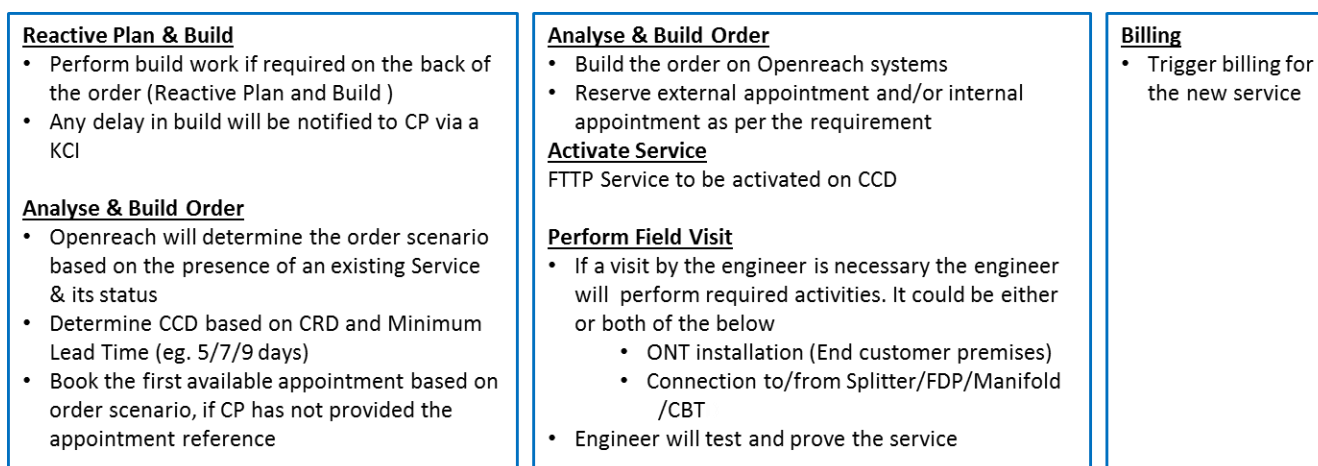 Reactive Plan & Build
• Perform build work if required on the back of
the order (Reactive Plan and Build )
• Any delay in build will be notified to CP via a
KCI
Analyse & Build Order
• Openreach will determine the order scenario
based on the presence of an existing Service
& its status
• Determine CCD based on CRD and Minimum
Lead Time (eg. 5/7/9 days)
• Book the first available appointment based on
order scenario, if CP has not provided the
appointment reference
Analyse & Build Order
• Build the order on Openreach systems
• Reserve external appointment and/or internal
appointment as per the requirement
Activate Service
FTTP Service to be activated on CCD
Perform Field Visit
• If a visit by the engineer is necessary the engineer
will perform required activities. It could be either
or both of the below
• ONT installation (End customer premises)
• Connection to/from Splitter/FDP/Manifold
/CBT
• Engineer will test and prove the service
Billing
• Trigger billing for
the new service